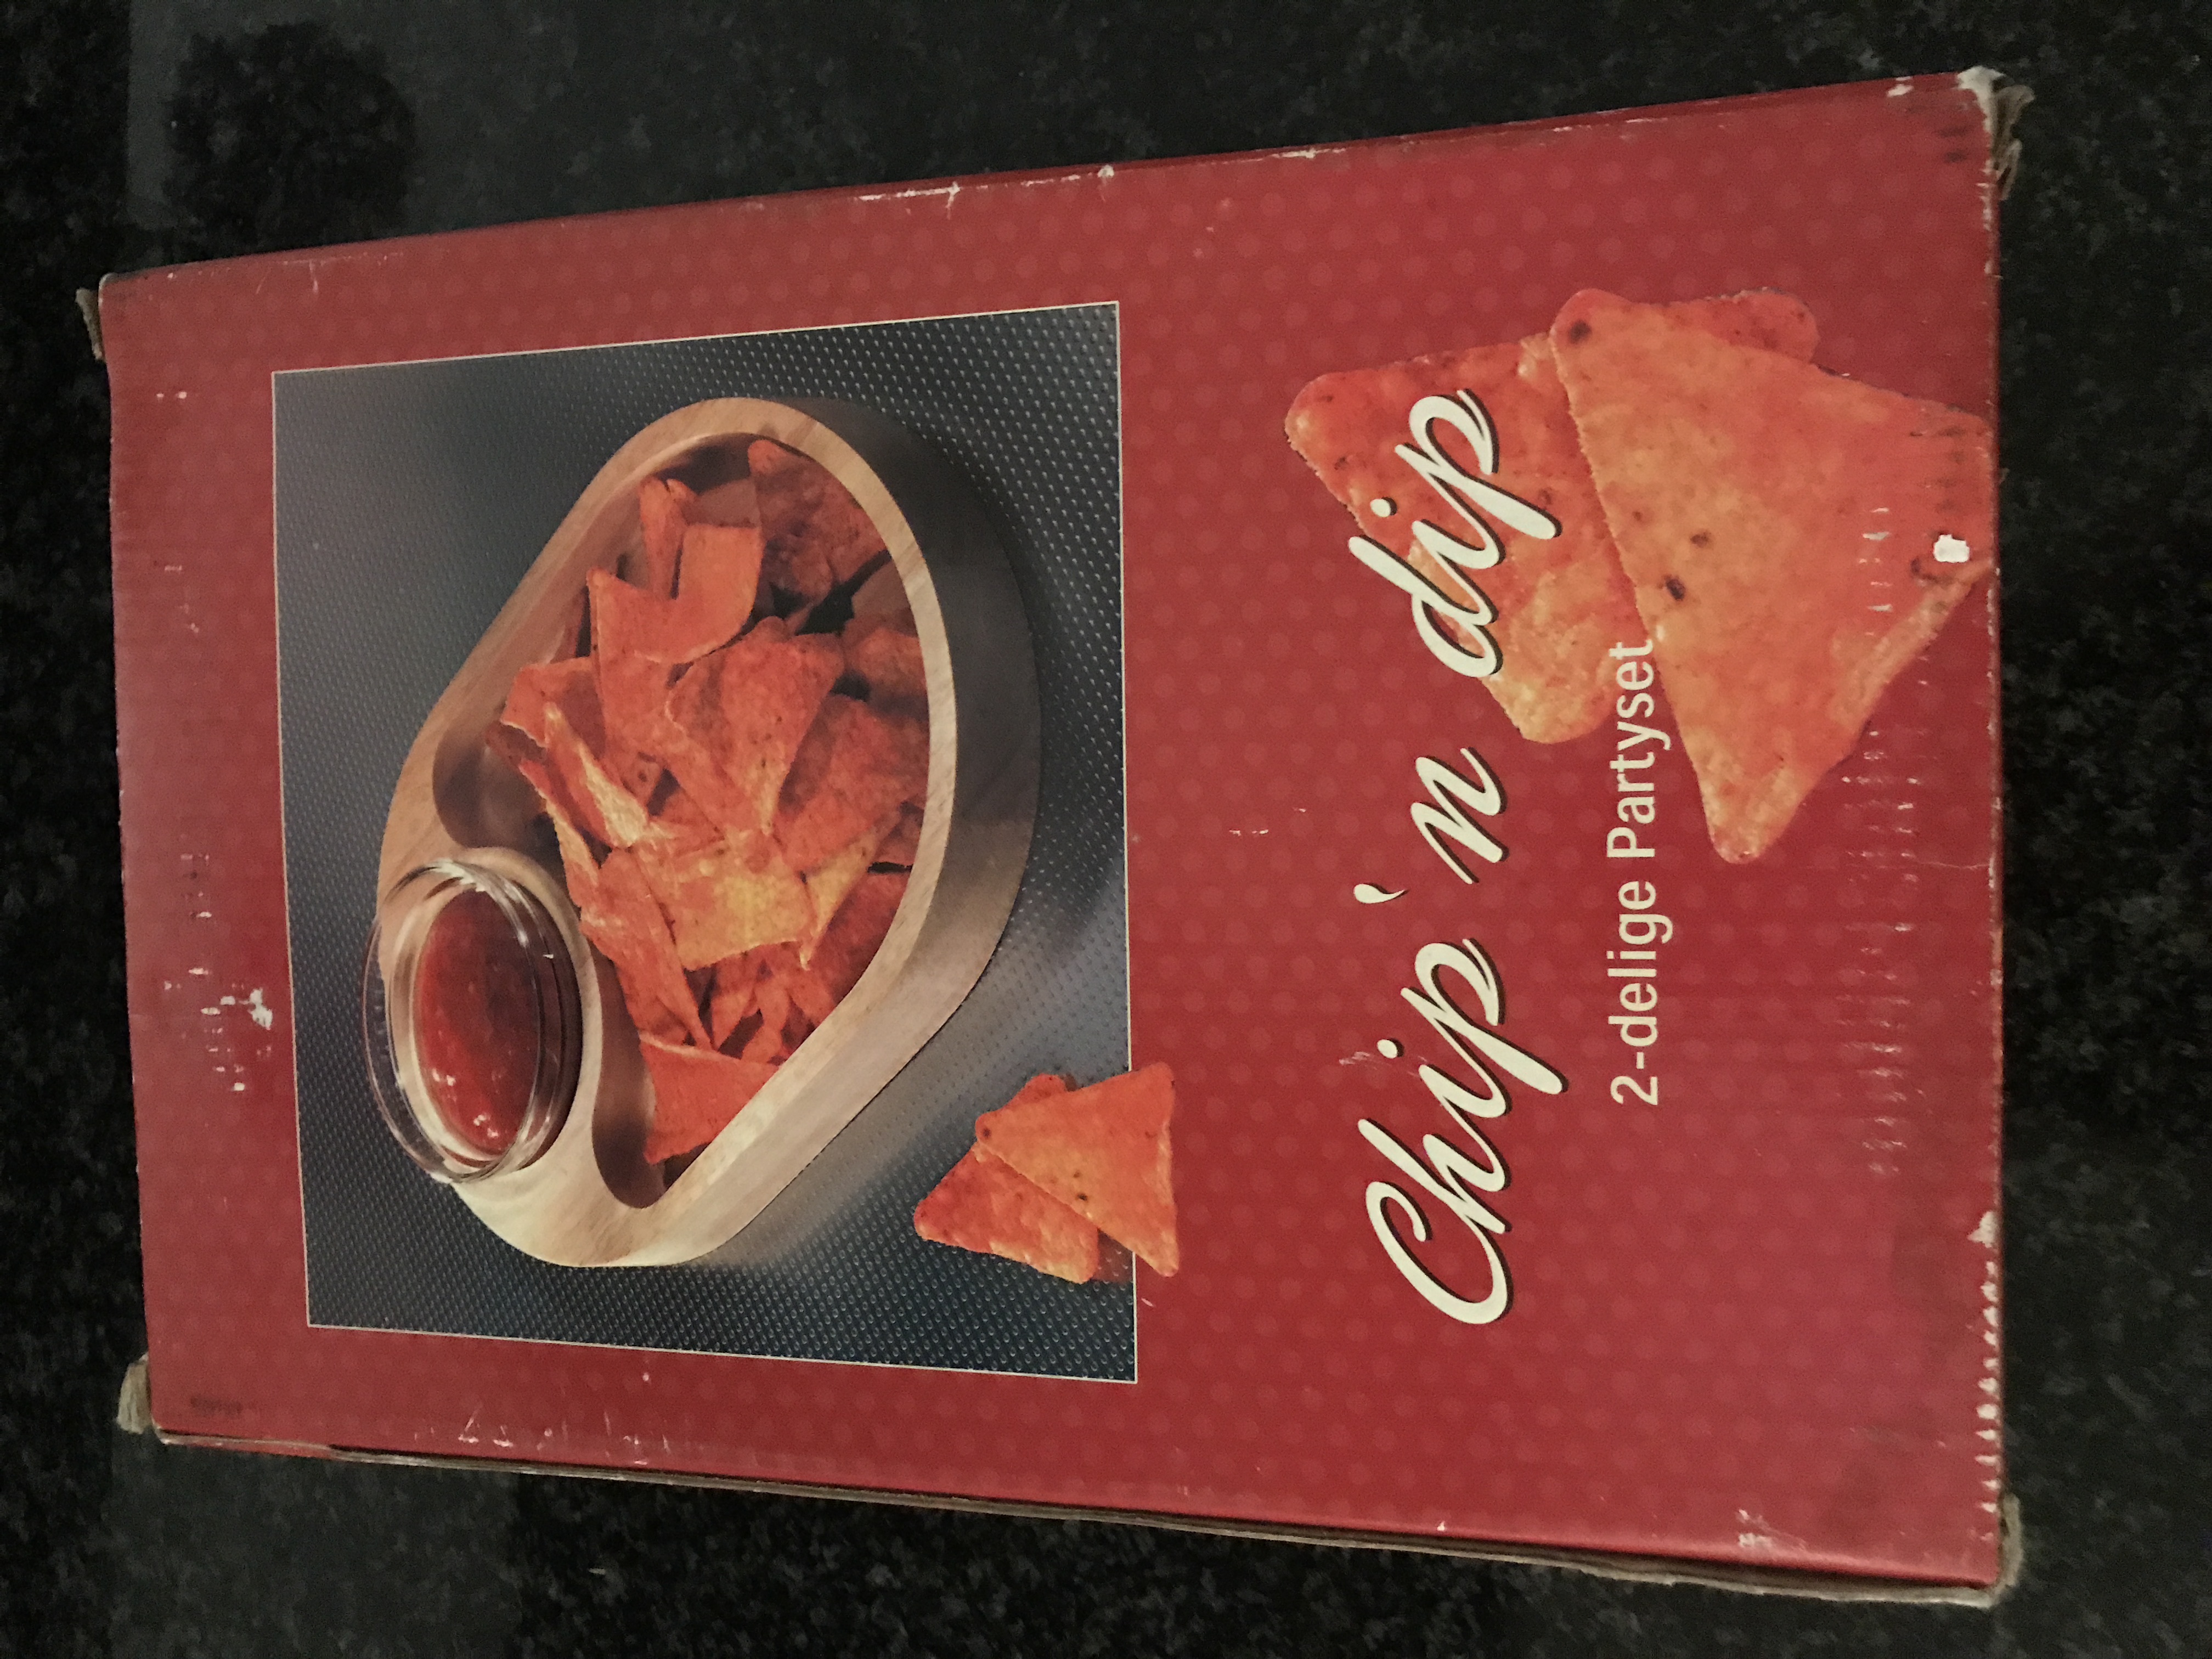 Chip 'n dip
2-delige Partyset